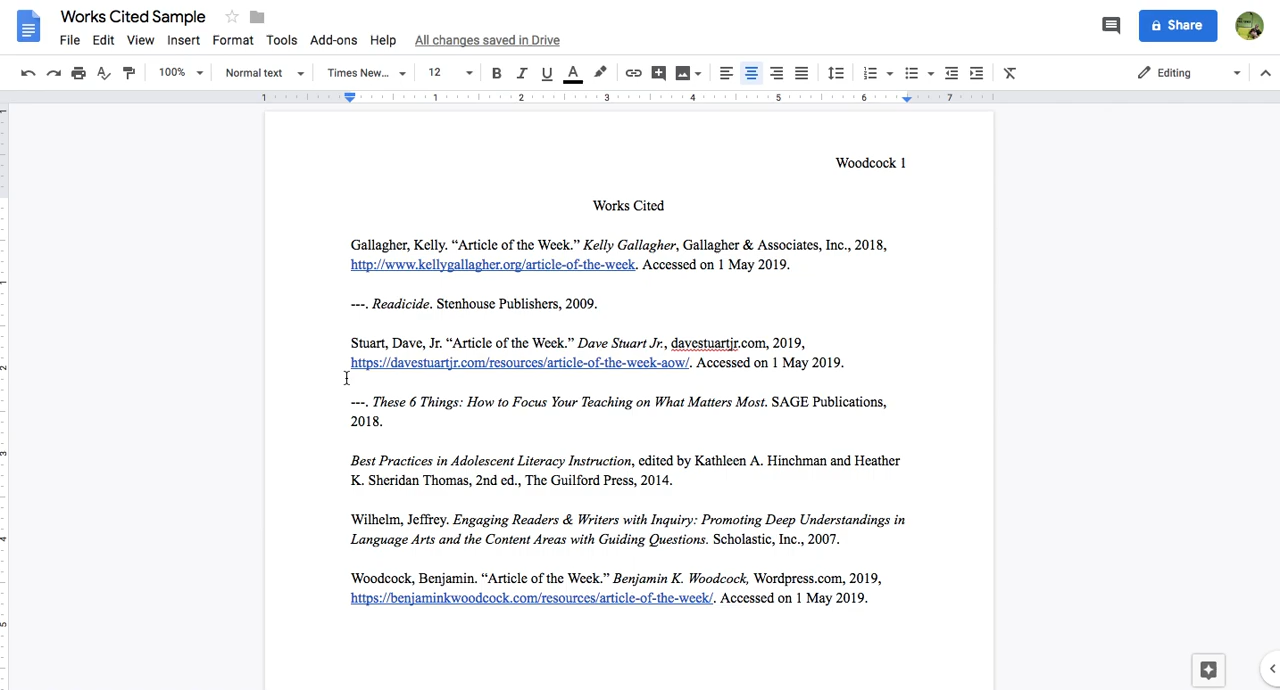 Works Cited Sample
File Edit View Insert Format Tools Add-ons Help All changes saved in Drive
Share
100% Normal text Times New... 12 Editing
1 1 2 3 4 5 6 7
Woodcock 1
Works Cited
Gallagher, Kelly. “Article of the Week.” Kelly Gallagher, Gallagher & Associates, Inc., 2018,
http://www.kellygallagher.org/article-of-the-week. Accessed on 1 May 2019.
---. Readicide. Stenhouse Publishers, 2009.
Stuart, Dave, Jr. “Article of the Week.” Dave Stuart Jr., davestuartjr.com, 2019,
https://davestuartjr.com/resources/article-of-the-week-aow/. Accessed on 1 May 2019.
---. These 6 Things: How to Focus Your Teaching on What Matters Most. SAGE Publications,
2018.
Best Practices in Adolescent Literacy Instruction, edited by Kathleen A. Hinchman and Heather
K. Sheridan Thomas, 2nd ed., The Guilford Press, 2014.
Wilhelm, Jeffrey. Engaging Readers & Writers with Inquiry: Promoting Deep Understandings in
Language Arts and the Content Areas with Guiding Questions. Scholastic, Inc., 2007.
Woodcock, Benjamin. “Article of the Week.” Benjamin K. Woodcock, Wordpress.com, 2019,
https://benjaminkwoodcock.com/resources/article-of-the-week/. Accessed on 1 May 2019.